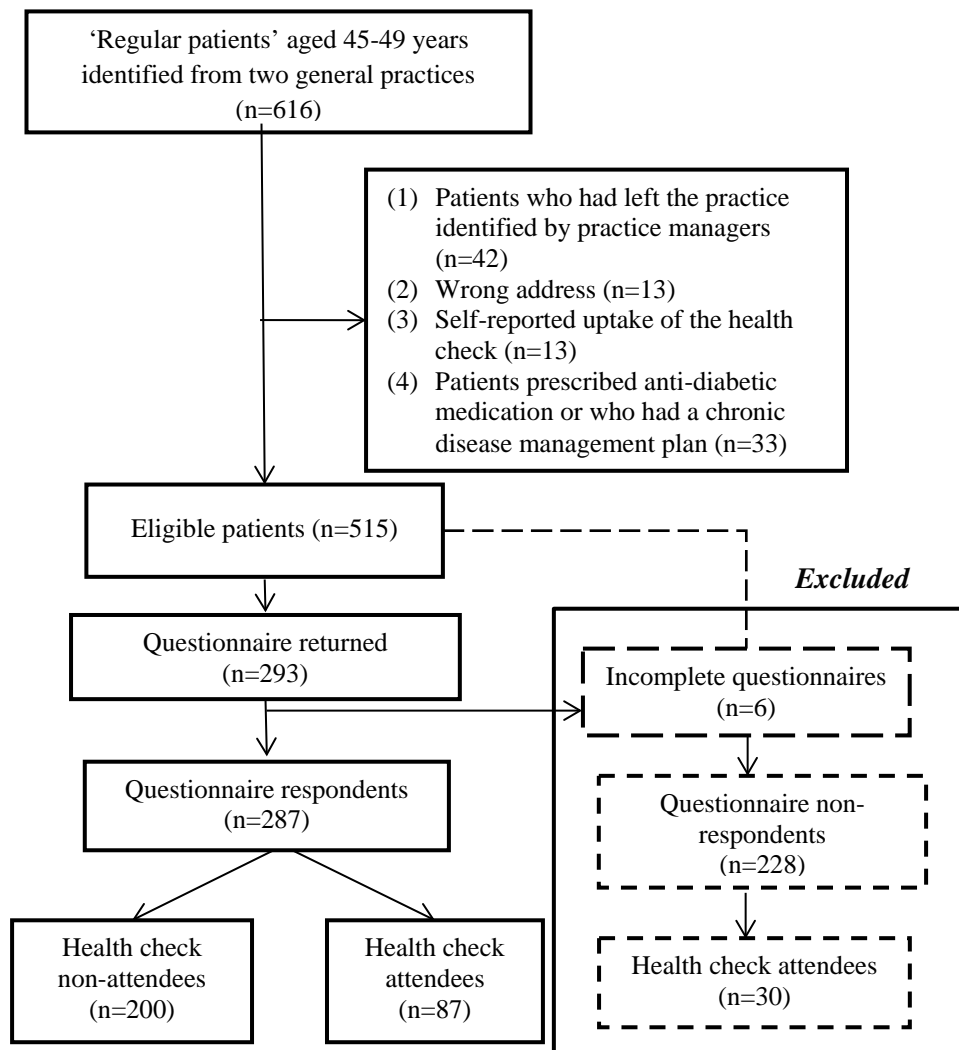 ‘Regular patients’ aged 45-49 years
identified from two general practices
(n=616)
(1) Patients who had left the practice
identified by practice managers
(n=42)
(2) Wrong address (n=13)
(3) Self-reported uptake of the health
check (n=13)
(4) Patients prescribed anti-diabetic
medication or who had a chronic
disease management plan (n=33)
Eligible patients (n=515)
Excluded
Questionnaire returned
(n=293)
Incomplete questionnaires
(n=6)
Questionnaire respondents
(n=287)
Questionnaire non-
respondents
(n=228)
Health check
non-attendees
(n=200)
Health check
attendees
(n=87)
Health check attendees
(n=30)